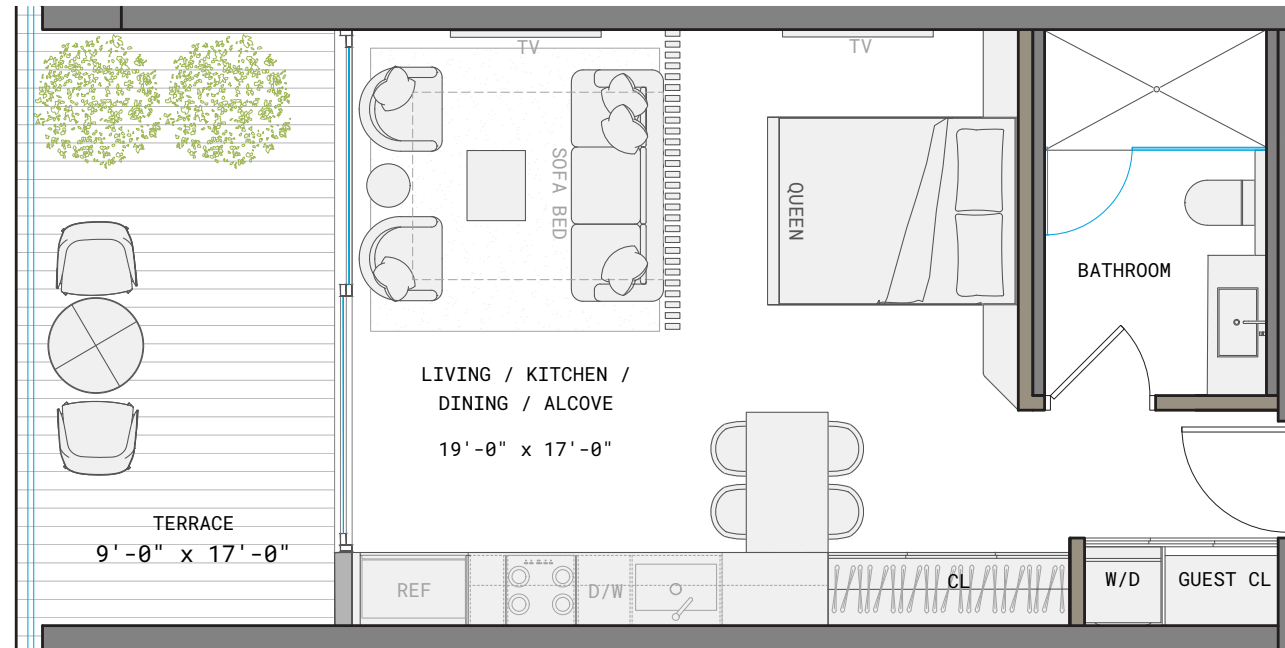 TV
TV
SOFA BED
QUEEN
BATHROOM
LIVING / KITCHEN /
DINING / ALCOVE
19'-0" x 17'-0"
TERRACE
9'-0" x 17'-0"
REF
D/W
CL
W/D
GUEST CL